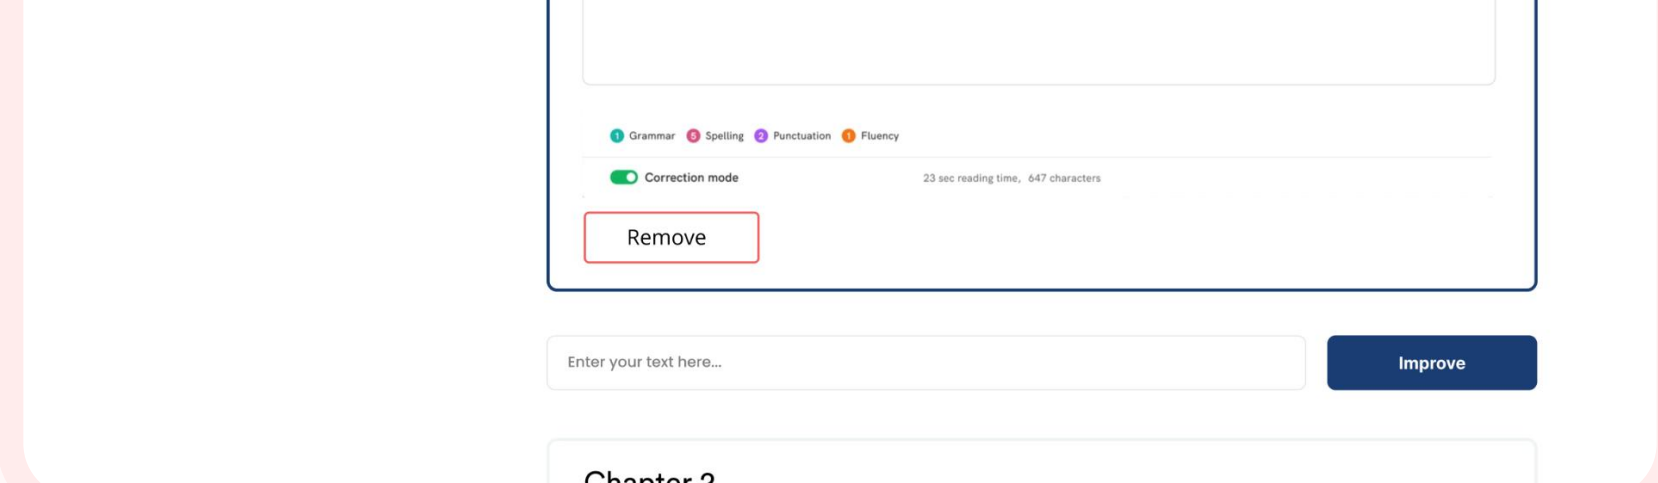 1 Grammar 5 Spelling 2 Punctuation 1 Fluency
Correction mode 23 sec reading time, 647 characters
Remove
Enter your text here... Improve
Chapter 2